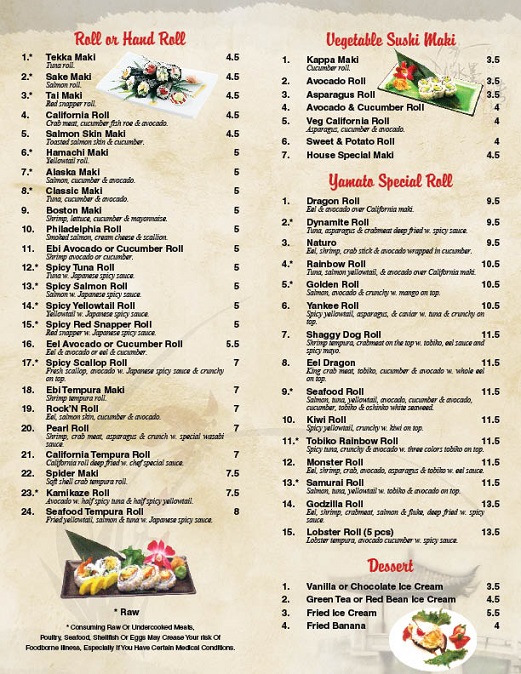 Roll or Hand Roll
1.* Tekka Maki 4.5
Tuna roll.
2.* Sake Maki 4.5
Salmon roll.
3.* Tai Maki 4.5
Red snapper roll.
4. California Roll 4.5
Crab meat, cucumber, fish roe & avocado.
5. Salmon Skin Maki 4.5
Toasted salmon skin & cucumber.
6.* Hamachi Maki 5
Yellowtail roll.
7.* Alaska Maki 5
Salmon, cucumber & avocado.
8.* Classic Maki 5
Tuna, cucumber & avocado.
9. Boston Maki 5
Shrimp, lettuce, cucumber & mayonnaise.
10. Philadelphia Roll 5
Smoked salmon, cream cheese & scallion.
11. Ebi Avocado or Cucumber Roll 5
Shrimp avocado or cucumber.
12.* Spicy Tuna Roll 5
Tuna w. Japanese spicy sauce.
13.* Spicy Salmon Roll 5
Salmon w. Japanese spicy sauce.
14.* Spicy Yellowtail Roll 5
Yellowtail w. Japanese spicy sauce.
15.* Spicy Red Snapper Roll 5
Red snapper w. Japanese spicy sauce.
16. Eel Avocado or Cucumber Roll 5.5
Eel & avocado or eel & cucumber.
17.* Spicy Scallop Roll 7
Fresh scallop, avocado w. Japanese spicy sauce & crunchy
on top.
18. Ebi Tempura Maki 7
Shrimp tempura roll.
19. Rock'N Roll 7
Eel, salmon skin, cucumber & avocado.
20. Pearl Roll 7
Shrimp, crab meat, asparagus & crunch w. special wasabi
sauce.
21. California Tempura Roll 7
California roll deep fried w. chef special sauce.
22. Spider Maki 7.5
Soft shell crab tempura roll.
23.* Kamikaze Roll 7.5
Avocado w. half spicy tuna & half spicy yellowtail.
24. Seafood Tempura Roll 8
Fried yellowtail, salmon & tuna w. Japanese spicy sauce.
* Raw
* Consuming Raw Or Undercooked Meats,
Poultry, Seafood, Shellfish Or Eggs May Crease Your risk Of
Foodborne Illness, Especially If You Have Certain Medical Conditions.
Vegetable Sushi Maki
1. Kappa Maki 3.5
Cucumber roll.
2. Avocado Roll 3.5
3. Asparagus Roll 3.5
4. Avocado & Cucumber Roll 4
5. Veg California Roll 4
Asparagus, cucumber & avocado.
6. Sweet & Potato Roll 4
7. House Special Maki 4.5
Yamato Special Roll
1. Dragon Roll 9.5
Eel & avocado over California maki.
2.* Dynamite Roll 9.5
Tuna, asparagus & crabmeat deep fried w. spicy sauce.
3. Naturo 9.5
Eel, shrimp, crab stick & avocado wrapped in cucumber.
4.* Rainbow Roll 10.5
Tuna, salmon yellowtail, & avocado over California maki.
5.* Golden Roll 10.5
Salmon, avocado & crunchy w. mango on top.
6. Yankee Roll 10.5
Spicy yellowtail, asparagus, & caviar w. tuna & crunchy on
top.
7. Shaggy Dog Roll 11.5
Shrimp tempura, crabmeat on the top w. tobiko, eel sauce and
spicy mayo.
8. Eel Dragon 11.5
King crab meat, tobiko, cucumber & avocado w. whole eel
on top.
9.* Seafood Roll 11.5
Salmon, tuna, yellowtail, avocado, cucumber & avocado,
cucumber, tobiko & oshinko white seaweed.
10. Kiwi Roll 11.5
Spicy yellowtail, crunchy w. kiwi on top.
11.* Tobiko Rainbow Roll 11.5
Spicy tuna, crunchy & avocado w. three colors tobiko on top.
12. Monster Roll 11.5
Eel, shrimp, crab, avocado, asparagus & tobiko w. eel sauce.
13.* Samurai Roll 11.5
Salmon, tuna, yellowtail w. tobiko & avocado on top.
14. Godzilla Roll 13.5
Eel, shrimp, crabmeat, salmon & fluke, deep fried w. spicy
sauce.
15. Lobster Roll (5 pcs) 13.5
Lobster tempura, avocado cucumber w. spicy sauce.
Dessert
1. Vanilla or Chocolate Ice Cream 3.5
2. Green Tea or Red Bean Ice Cream 4.5
3. Fried Ice Cream 5.5
4. Fried Banana 4